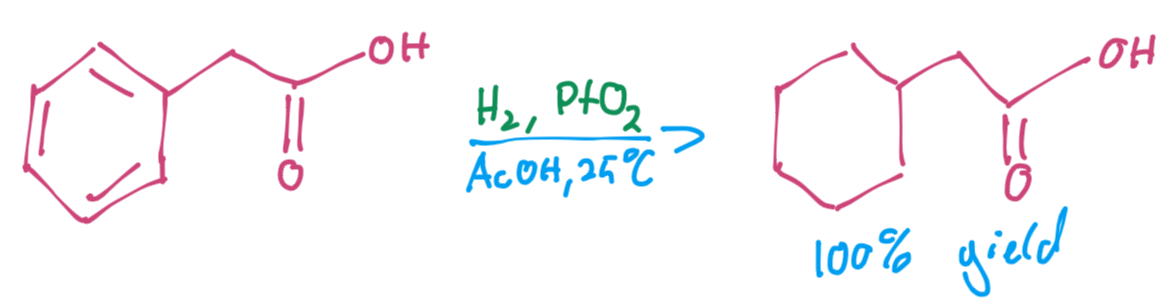 OH
O
H₂, PtO₂
AcOH, 25°C
OH
O
100% yield